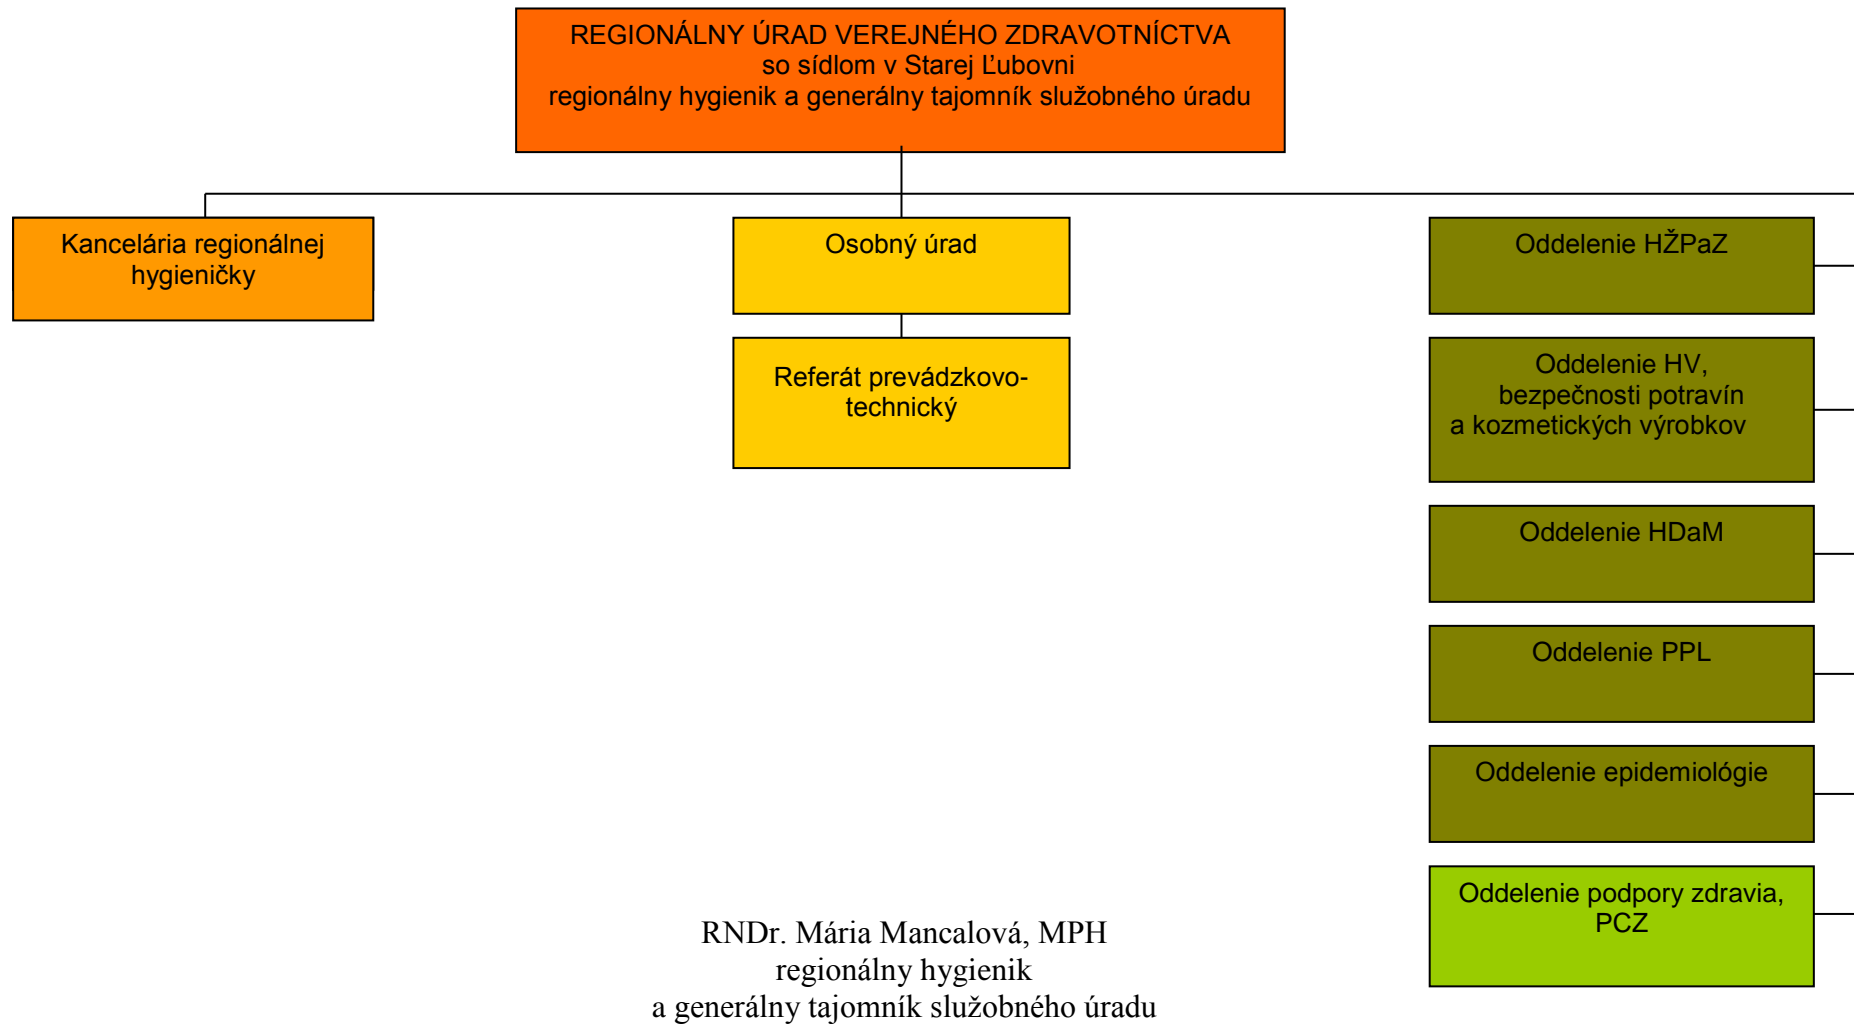 REGIONÁLNY ÚRAD VEREJNÉHO ZDRAVOTNÍCTVA
so sídlom v Starej Ľubovni
regionálny hygienik a generálny tajomník služobného úradu
Kancelária regionálnej
hygieničky
Osobný úrad
Referát prevádzkovo-
technický
Oddelenie HŽPaZ
Oddelenie HV,
bezpečnosti potravín
a kozmetických výrobkov
Oddelenie HDaM
Oddelenie PPL
Oddelenie epidemiológie
Oddelenie podpory zdravia,
PCZ
RNDr. Mária Mancalová, MPH
regionálny hygienik
a generálny tajomník služobného úradu